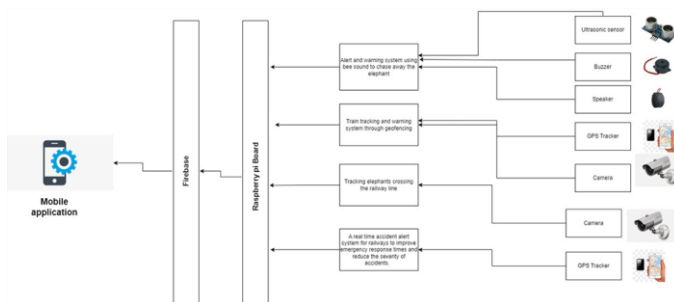 Ultrasonic sensor
Alert and warning system using
bee sound to chase away the
elephant
Buzzer
Speaker
Train tracking and warning
system through geofencing
GPS Tracker
Camera
Mobile
application
Firebase
Raspberry pi Board
Tracking elephants crossing
the railway line
Camera
A real time accident alert
system for railways to improve
emergency response times and
reduce the severity of
accidents.
GPS Tracker